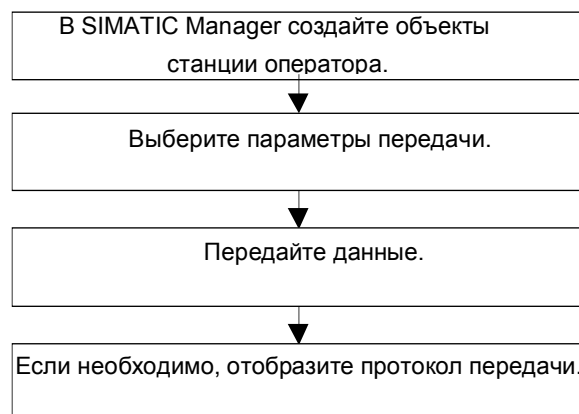 В SIMATIC Manager создайте объекты
станции оператора.
Выберите параметры передачи.
Передайте данные.
Если необходимо, отобразите протокол передачи.